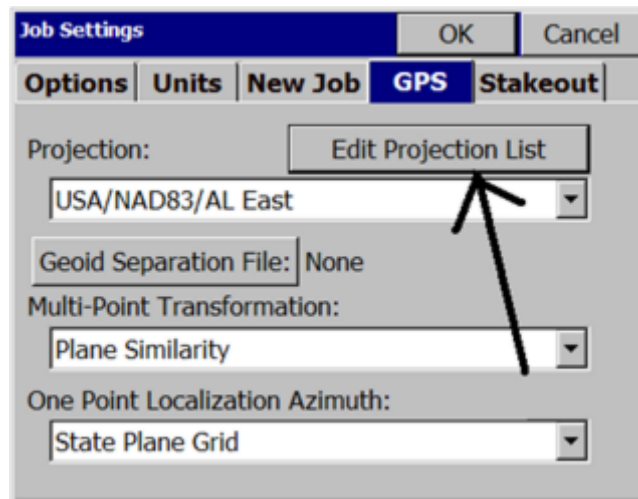 Job Settings OK Cancel
Options Units New Job GPS Stakeout
Projection: Edit Projection List
USA/NAD83/AL East
Geoid Separation File: None
Multi-Point Transformation:
Plane Similarity
One Point Localization Azimuth:
State Plane Grid